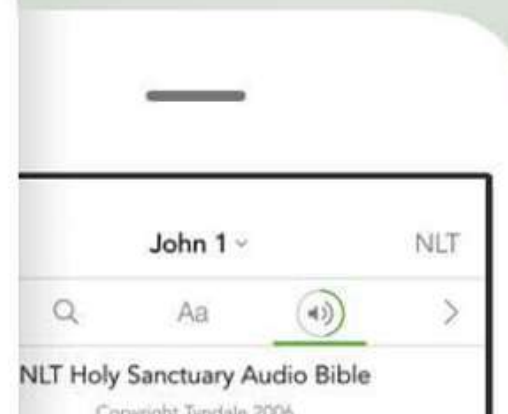 John 1 NLT
Aa
NLT Holy Sanctuary Audio Bible
Copyright Tyndale 2006